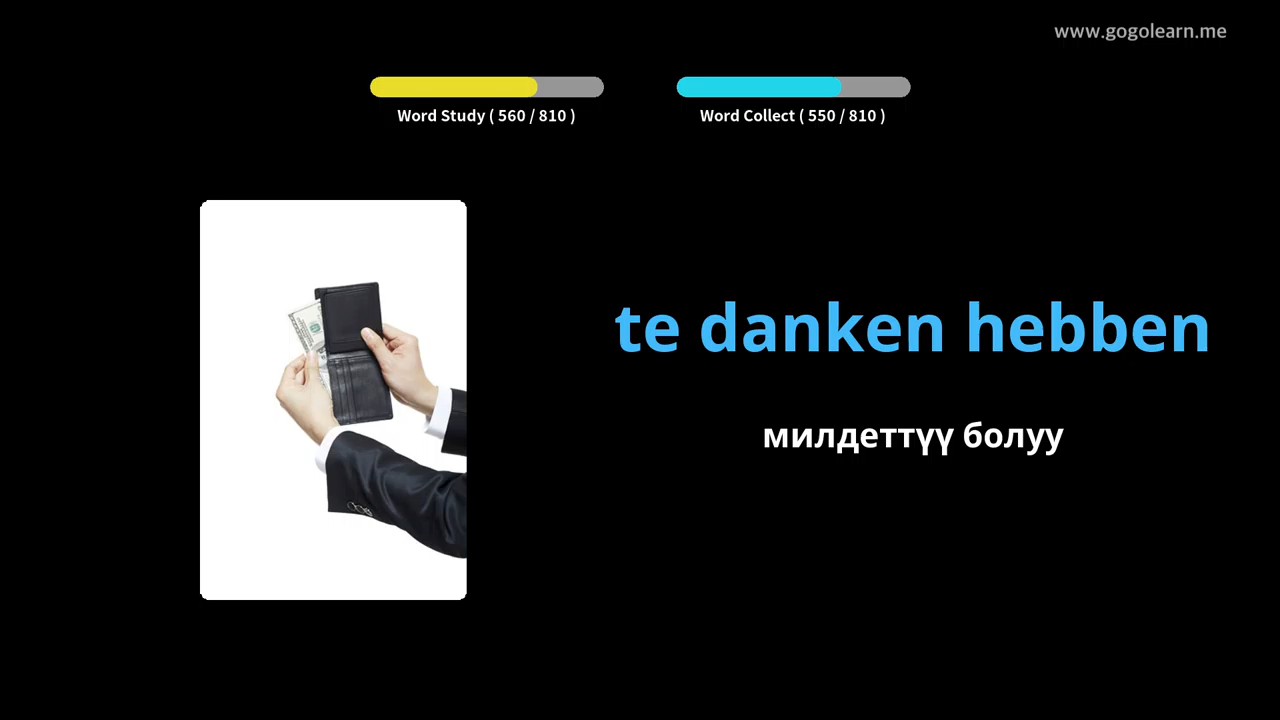 www.gogolearn.me
Word Study ( 560 / 810 )
Word Collect ( 550 / 810 )
te danken hebben
милдеттүү болуу